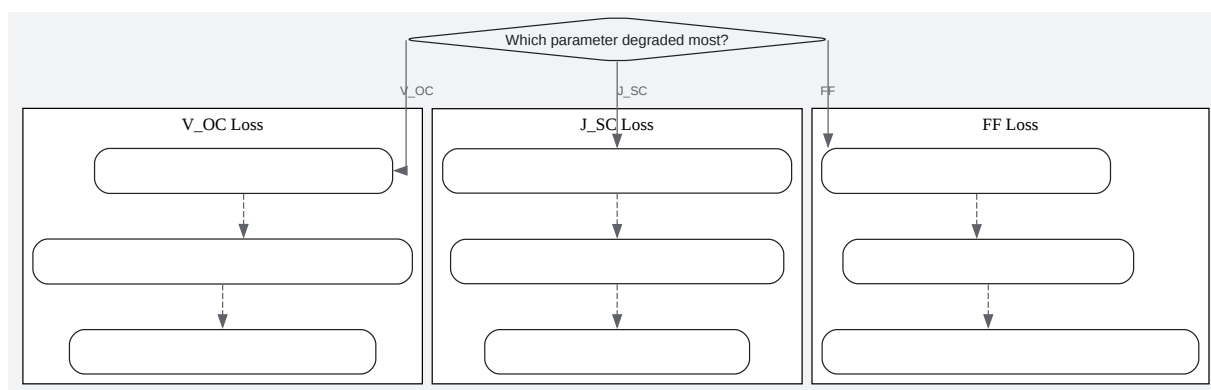 Which parameter degraded most?
V_OC
J_SC
FF
V_OC Loss
J_SC Loss
FF Loss